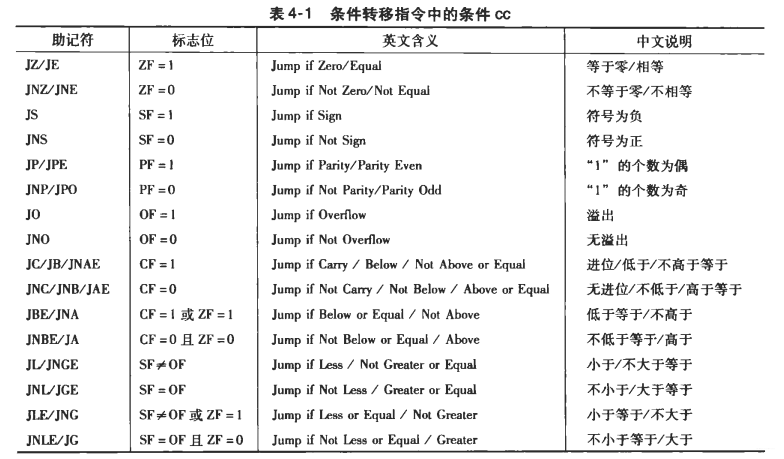 表 4-1 条件转移指令中的条件 cc
助记符 标志位 英文含义 中文说明
JZ/JE ZF = 1 Jump if Zero/Equal 等于零/相等
JNZ/JNE ZF = 0 Jump if Not Zero/Not Equal 不等于零/不相等
JS SF = 1 Jump if Sign 符号为负
JNS SF = 0 Jump if Not Sign 符号为正
JP/JPE PF = 1 Jump if Parity/Parity Even “1”的个数为偶
JNP/JPO PF = 0 Jump if Not Parity/Parity Odd “1”的个数为奇
JO OF = 1 Jump if Overflow 溢出
JNO OF = 0 Jump if Not Overflow 无溢出
JC/JB/JNAE CF = 1 Jump if Carry / Below / Not Above or Equal 进位/低于/不高于等于
JNC/JNB/JAE CF = 0 Jump if Not Carry / Not Below / Above or Equal 无进位/不低于/高于等于
JBE/JNA CF = 1 或 ZF = 1 Jump if Below or Equal / Not Above 低于等于/不高于
JNBE/JA CF = 0 且 ZF = 0 Jump if Not Below or Equal / Above 不低于等于/高于
JL/JNGE SF≠OF Jump if Less / Not Greater or Equal 小于/不大于等于
JNL/JGE SF = OF Jump if Not Less / Greater or Equal 不小于/大于等于
JLE/JNG SF≠OF 或 ZF = 1 Jump if Less or Equal / Not Greater 小于等于/不大于
JNLE/JG SF = OF 且 ZF = 0 Jump if Not Less or Equal / Greater 不小于等于/大于